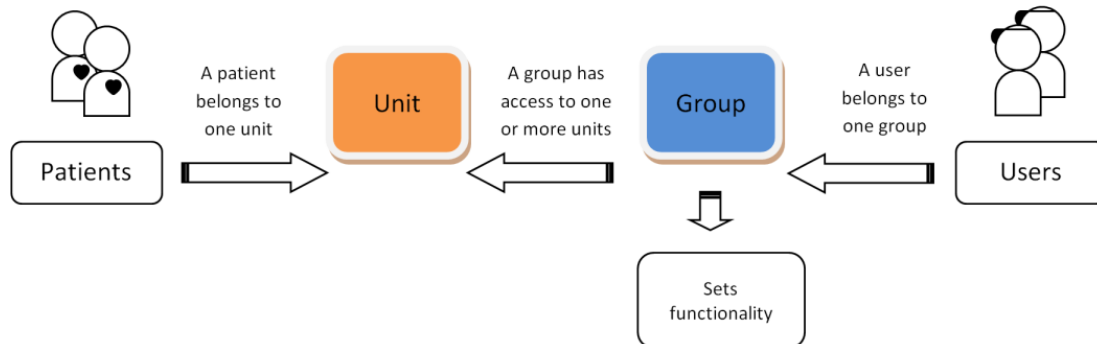 A patient
belongs to
one unit
Unit
A group has
access to one
or more units
Group
A user
belongs to
one group
Patients
Users
Sets
functionality